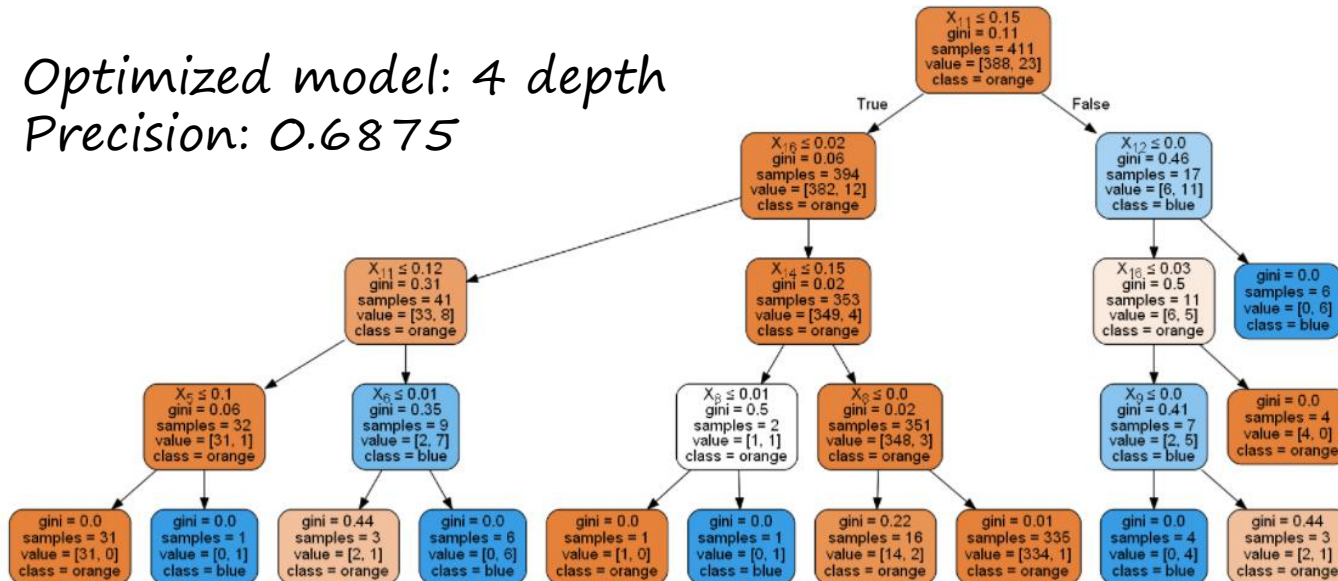 Optimized model: 4 depth
Precision: 0.6875
X11 ≤ 0.15
gini = 0.11
samples = 411
value = [388, 23]
class = orange
True
False
X16 ≤ 0.02
gini = 0.06
samples = 394
value = [382, 12]
class = orange
X12 ≤ 0.0
gini = 0.46
samples = 17
value = [6, 11]
class = blue
X11 ≤ 0.12
gini = 0.31
samples = 41
value = [33, 8]
class = orange
X14 ≤ 0.15
gini = 0.02
samples = 353
value = [349, 4]
class = orange
X16 ≤ 0.03
gini = 0.5
samples = 11
value = [6, 5]
class = orange
gini = 0.0
samples = 6
value = [0, 6]
class = blue
X5 ≤ 0.1
gini = 0.06
samples = 32
value = [31, 1]
class = orange
X6 ≤ 0.01
gini = 0.35
samples = 9
value = [2, 7]
class = blue
X8 ≤ 0.01
gini = 0.5
samples = 2
value = [1, 1]
class = orange
X8 ≤ 0.0
gini = 0.02
samples = 351
value = [348, 3]
class = orange
X9 ≤ 0.0
gini = 0.41
samples = 7
value = [2, 5]
class = blue
gini = 0.0
samples = 4
value = [4, 0]
class = orange
gini = 0.0
samples = 31
value = [31, 0]
class = orange
gini = 0.0
samples = 1
value = [0, 1]
class = blue
gini = 0.44
samples = 3
value = [2, 1]
class = orange
gini = 0.0
samples = 6
value = [0, 6]
class = blue
gini = 0.0
samples = 1
value = [1, 0]
class = orange
gini = 0.0
samples = 1
value = [0, 1]
class = blue
gini = 0.22
samples = 16
value = [14, 2]
class = orange
gini = 0.01
samples = 335
value = [334, 1]
class = orange
gini = 0.0
samples = 4
value = [0, 4]
class = blue
gini = 0.44
samples = 3
value = [2, 1]
class = orange